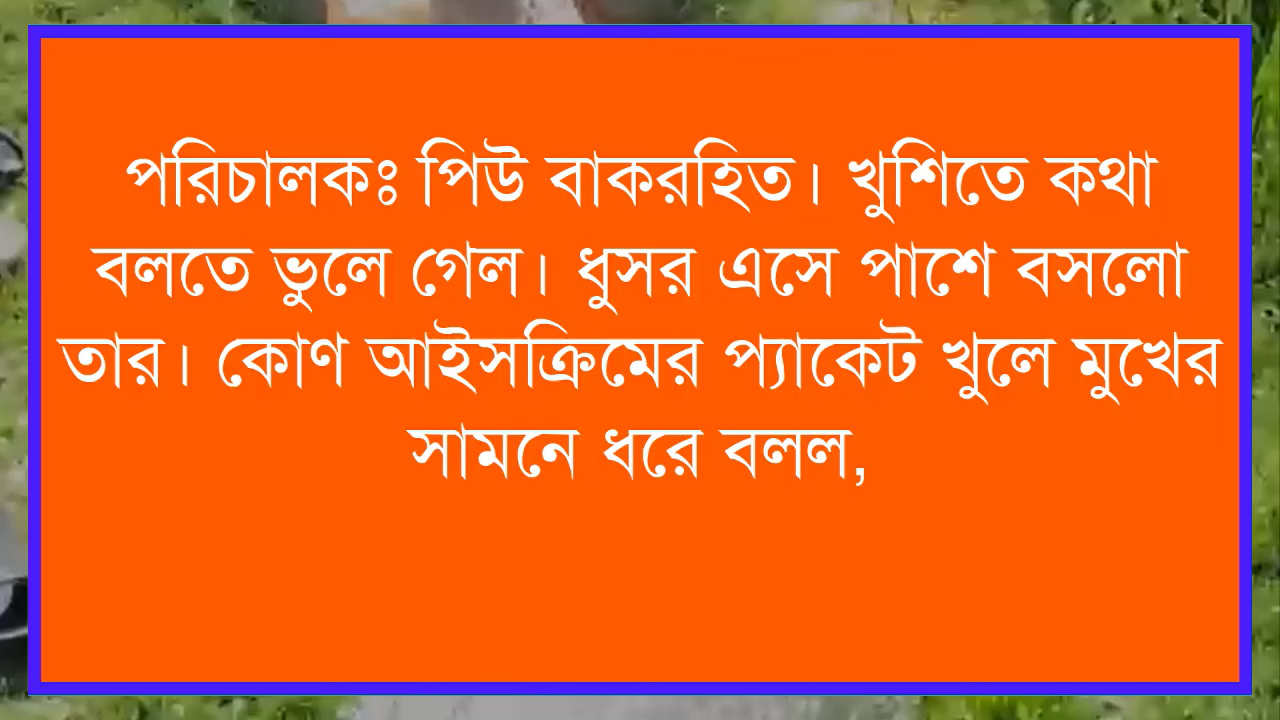 পরিচালকঃ পিউ বাকরহিত। খুশিতে কথা
বলতে ভুলে গেল। ধুসর এসে পাশে বসলো
তার। কোণ আইসক্রিমের প্যাকেট খুলে মুখের
সামনে ধরে বলল,